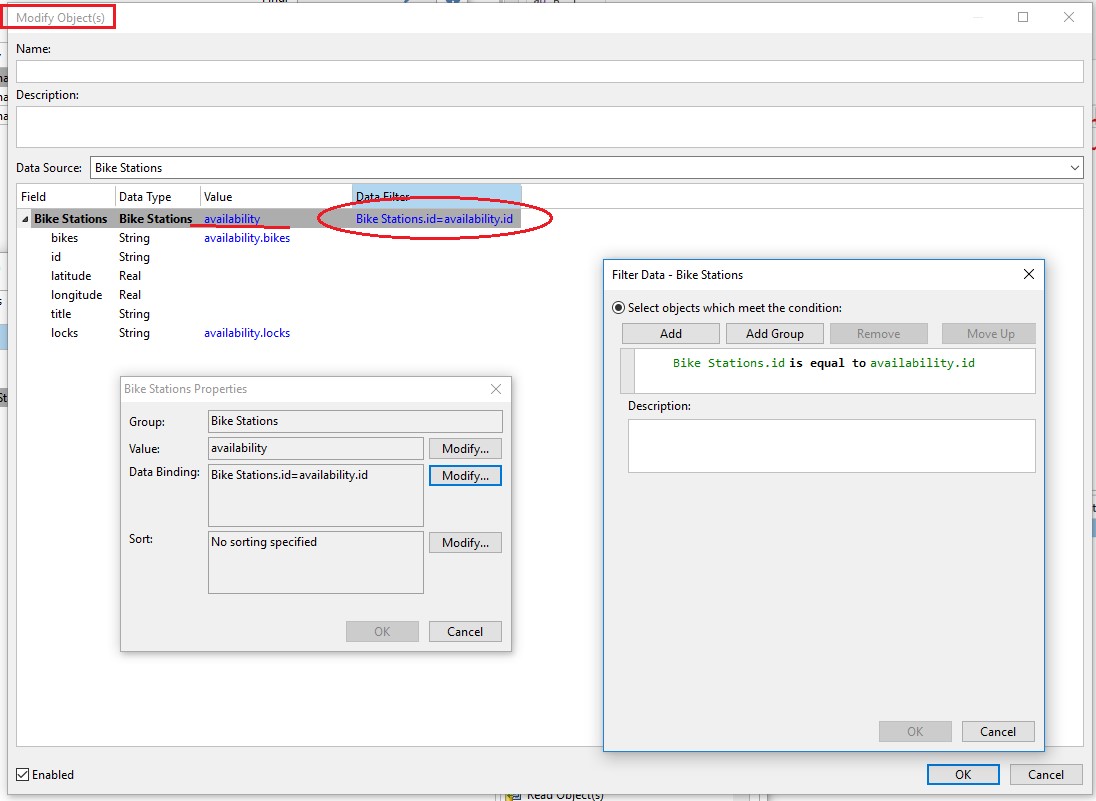 Modify Object(s)
Name:
Description:
Data Source: Bike Stations
Field Data Type Value Data Filter
Bike Stations Bike Stations availability Bike Stations.id=availability.id
bikes String availability.bikes
id String
latitude Real
longitude Real
title String
locks String availability.locks
Filter Data - Bike Stations
Select objects which meet the condition:
Add Add Group Remove Move Up
Bike Stations.id is equal to availability.id
Description:
OK Cancel
Bike Stations Properties
Group: Bike Stations
Value: availability Modify...
Data Binding: Bike Stations.id=availability.id Modify...
Sort: No sorting specified Modify...
OK Cancel
Enabled
OK Cancel
Read Object(s)